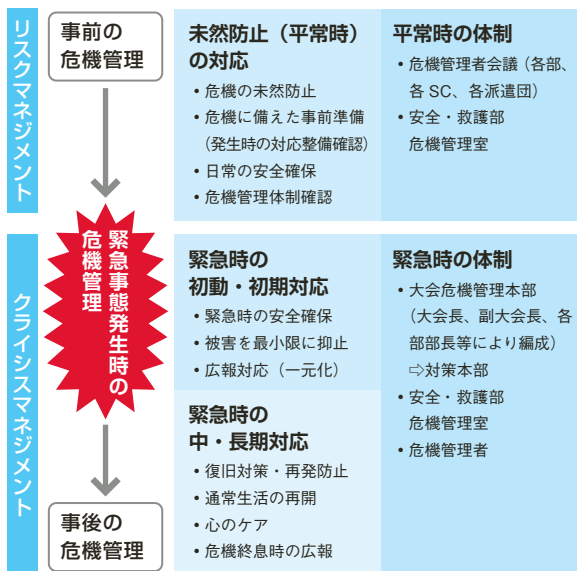 リスクマネジメント
事前の
危機管理
未然防止（平常時）
の対応
• 危機の未然防止
• 危機に備えた事前準備
（発生時の対応整備確認）
• 日常の安全確保
• 危機管理体制確認
平常時の体制
• 危機管理者会議（各部、
各 SC、各派遣団）
• 安全・救護部
危機管理室
クライシスマネジメント
緊急事態発生時の
危機管理
緊急時の
初動・初期対応
• 緊急時の安全確保
• 被害を最小限に抑止
• 広報対応（一元化）
緊急時の
中・長期対応
• 復旧対策・再発防止
• 通常生活の再開
• 心のケア
• 危機終息時の広報
緊急時の体制
• 大会危機管理本部
（大会長、副大会長、各
部部長等により編成）
⇨対策本部
• 安全・救護部
危機管理室
• 危機管理者
事後の
危機管理